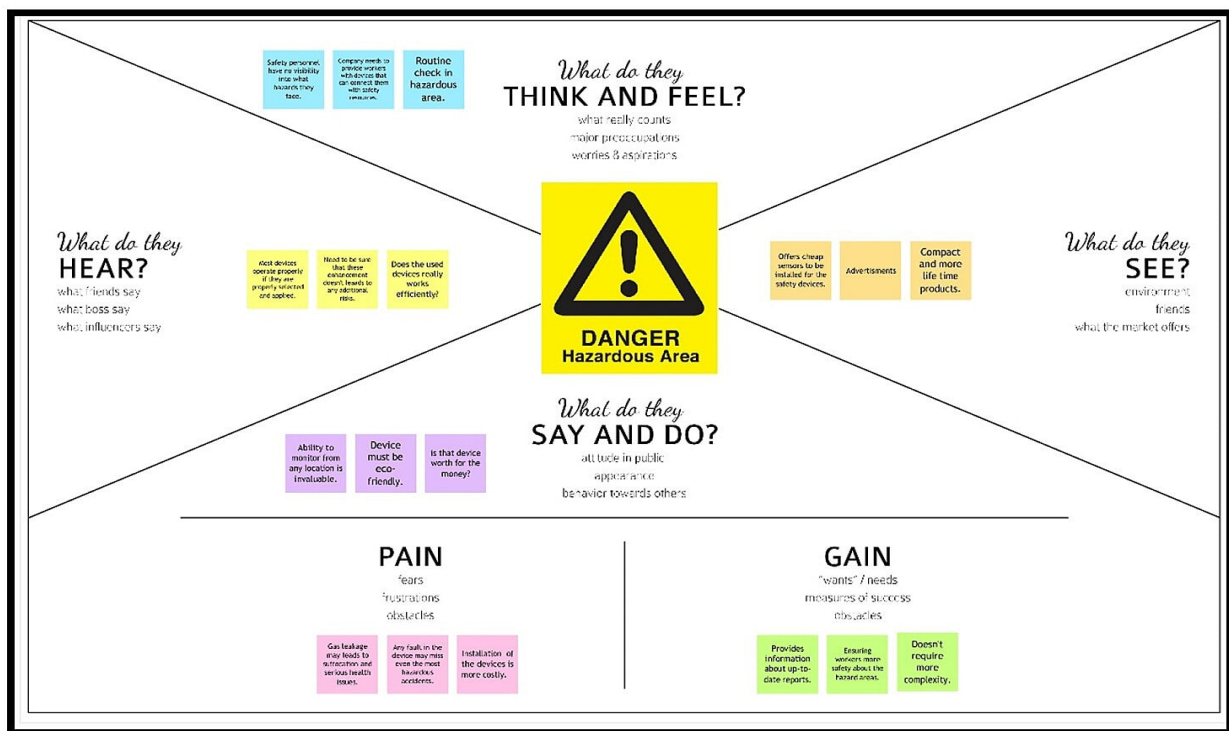 Safety personnel
have no visibility
into what
hazards they
face.
Company needs to
provide workers
with devices that
can connect them
with safety
resources.
Routine
check in
hazardous
area.
What do they
THINK AND FEEL?
what really counts
major preoccupations
worries & aspirations
What do they
HEAR?
what friends say
what boss say
what influencers say
Most devices
operate properly
if they are
properly selected
and applied.
Need to be sure
that these
enhancement
doesn't leads to
any additional
risks.
Does the used
devices really
works
efficiently?
DANGER
Hazardous Area
Offers cheap
sensors to be
installed for the
safety devices.
Advertisments
Compact
and more
life time
products.
What do they
SEE?
environment
friends
what the market offers
What do they
SAY AND DO?
attitude in public
appearance
behavior towards others
Ability to
monitor from
any location is
invaluable.
Device
must be
eco-
friendly.
Is that device
worth for the
money?
PAIN
fears
frustrations
obstacles
Gas leakage
may leads to
suffocation and
serious health
issues.
Any fault in the
device may miss
even the most
hazardous
accidents.
Installation of
the devices is
more costly.
GAIN
"wants" / needs
measures of success
obstacles
Provides
information
about up-to-
date reports.
Ensuring
workers more
safety about the
hazard areas.
Doesn't
require
more
complexity.